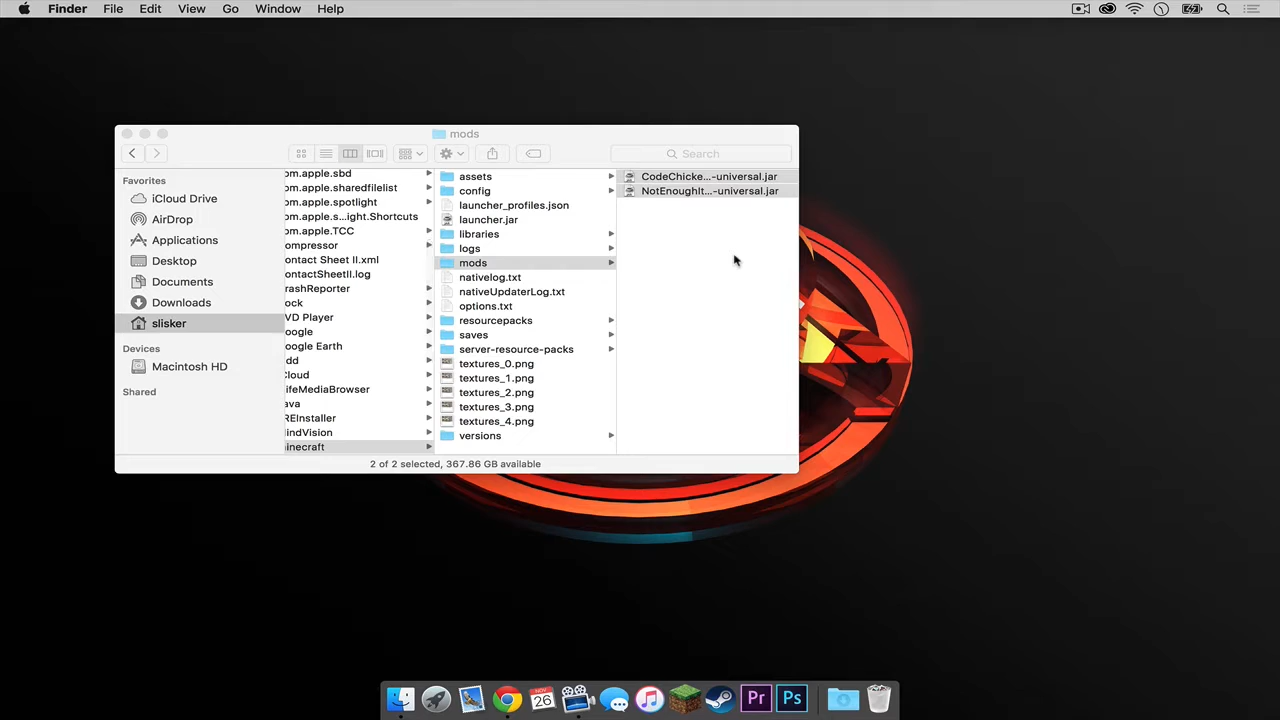 Finder File Edit View Go Window Help
mods
Search
Favorites
iCloud Drive
AirDrop
Applications
Desktop
Documents
Downloads
slisker
Devices
Macintosh HD
Shared
om.apple.sbd
om.apple.sharedfilelist
om.apple.spotlight
om.apple.s...ight.Shortcuts
om.apple.TCC
ompressor
ontact Sheet II.xml
ontactSheetII.log
rashReporter
ock
VD Player
oogle
oogle Earth
dd
Cloud
ifeMediaBrowser
ava
REInstaller
indVision
inecraft
assets
config
launcher_profiles.json
launcher.jar
libraries
logs
mods
nativelog.txt
nativeUpdaterLog.txt
options.txt
resourcepacks
saves
server-resource-packs
textures_0.png
textures_1.png
textures_2.png
textures_3.png
textures_4.png
versions
CodeChicke...-universal.jar
NotEnoughIt...-universal.jar
2 of 2 selected, 367.86 GB available
NOV
26
Pr
Ps